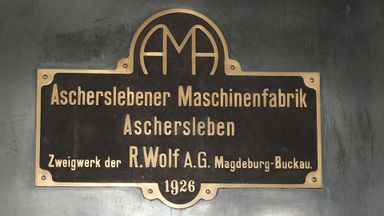 AMA
Ascherslebener Maschinenfabrik
Aschersleben
Zweigwerk der R.Wolf A.G. Magdeburg-Buckau.
1926